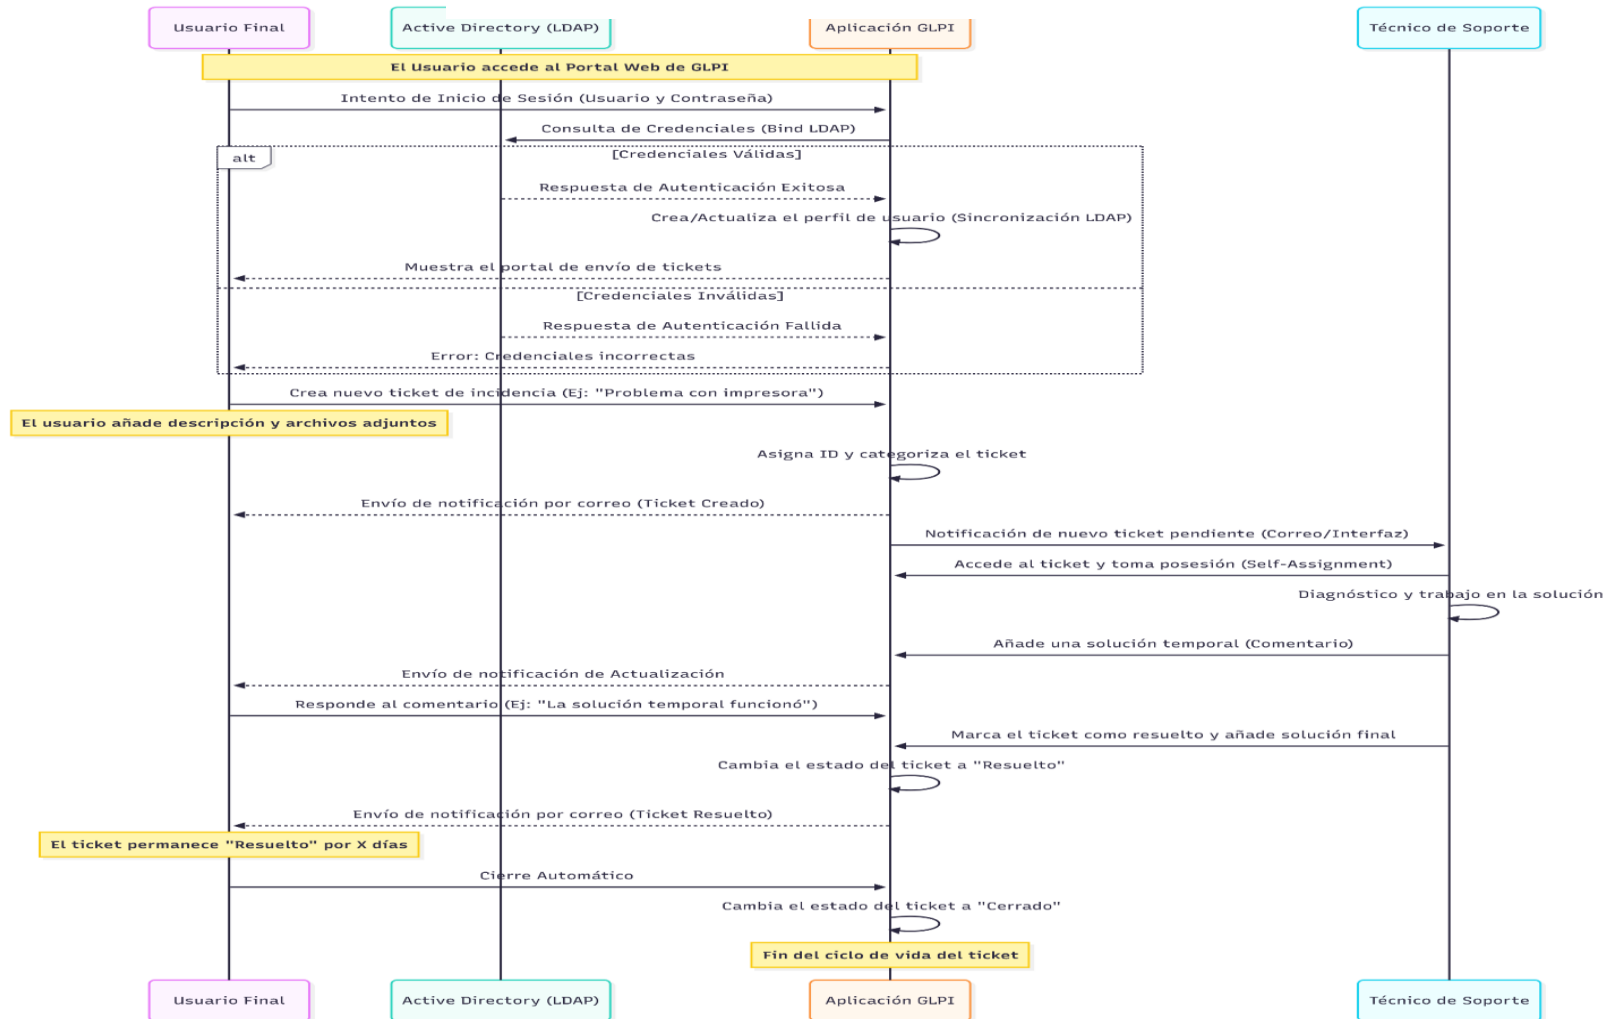 Usuario Final
Active Directory (LDAP)
Aplicación GLPI
Técnico de Soporte
El Usuario accede al Portal Web de GLPI
Intento de Inicio de Sesión (Usuario y Contraseña)
Consulta de Credenciales (Bind LDAP)
alt
[Credenciales Válidas]
Respuesta de Autenticación Exitosa
Crea/Actualiza el perfil de usuario (Sincronización LDAP)
Muestra el portal de envío de tickets
[Credenciales Inválidas]
Respuesta de Autenticación Fallida
Error: Credenciales incorrectas
Crea nuevo ticket de incidencia (Ej: "Problema con impresora")
El usuario añade descripción y archivos adjuntos
Asigna ID y categoriza el ticket
Envío de notificación por correo (Ticket Creado)
Notificación de nuevo ticket pendiente (Correo/Interfaz)
Accede al ticket y toma posesión (Self-Assignment)
Diagnóstico y trabajo en la solución
Añade una solución temporal (Comentario)
Envío de notificación de Actualización
Responde al comentario (Ej: "La solución temporal funcionó")
Marca el ticket como resuelto y añade solución final
Cambia el estado del ticket a "Resuelto"
Envío de notificación por correo (Ticket Resuelto)
El ticket permanece "Resuelto" por X días
Cierre Automático
Cambia el estado del ticket a "Cerrado"
Fin del ciclo de vida del ticket
Usuario Final
Active Directory (LDAP)
Aplicación GLPI
Técnico de Soporte